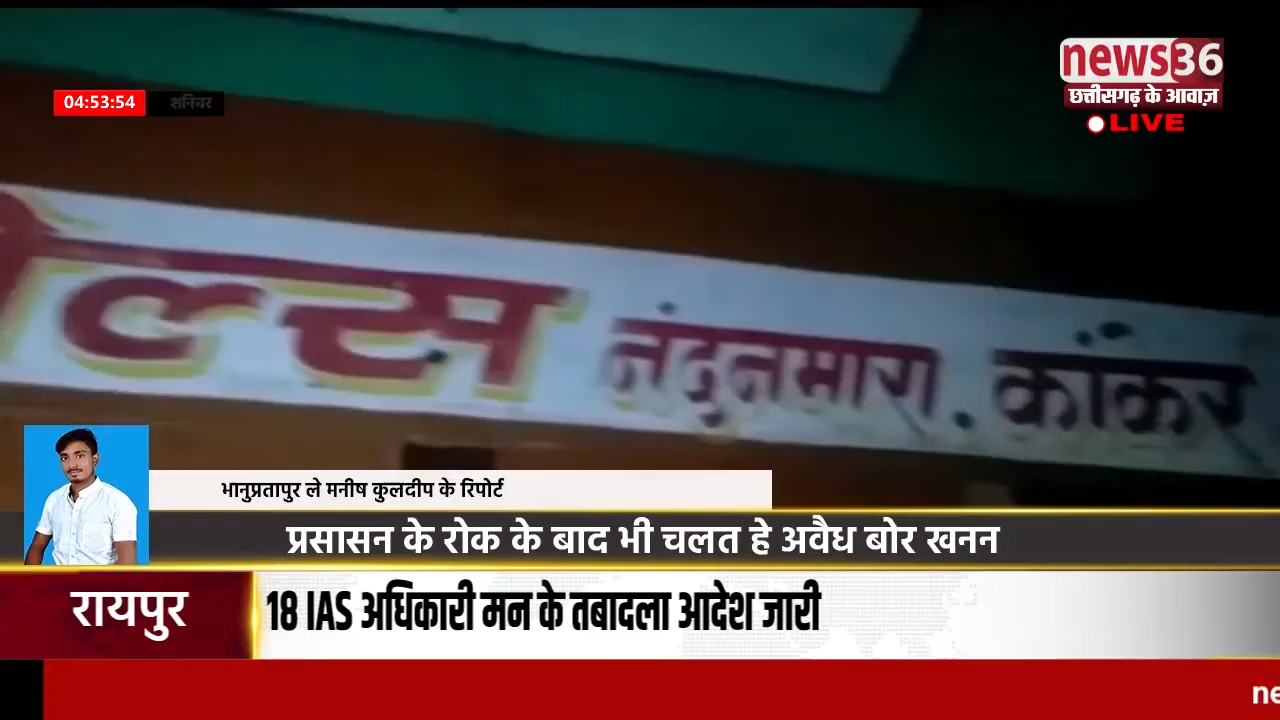 news36
छत्तीसगढ़ के आवाज़
LIVE
04:53:54
शनिचर
ल्स नंदनमार्ग. कांकेर
भानुप्रतापुर ले मनीष कुलदीप के रिपोर्ट
प्रसासन के रोक के बाद भी चलत हे अवैध बोर खनन
रायपुर
18 IAS अधिकारी मन के तबादला आदेश जारी
ne